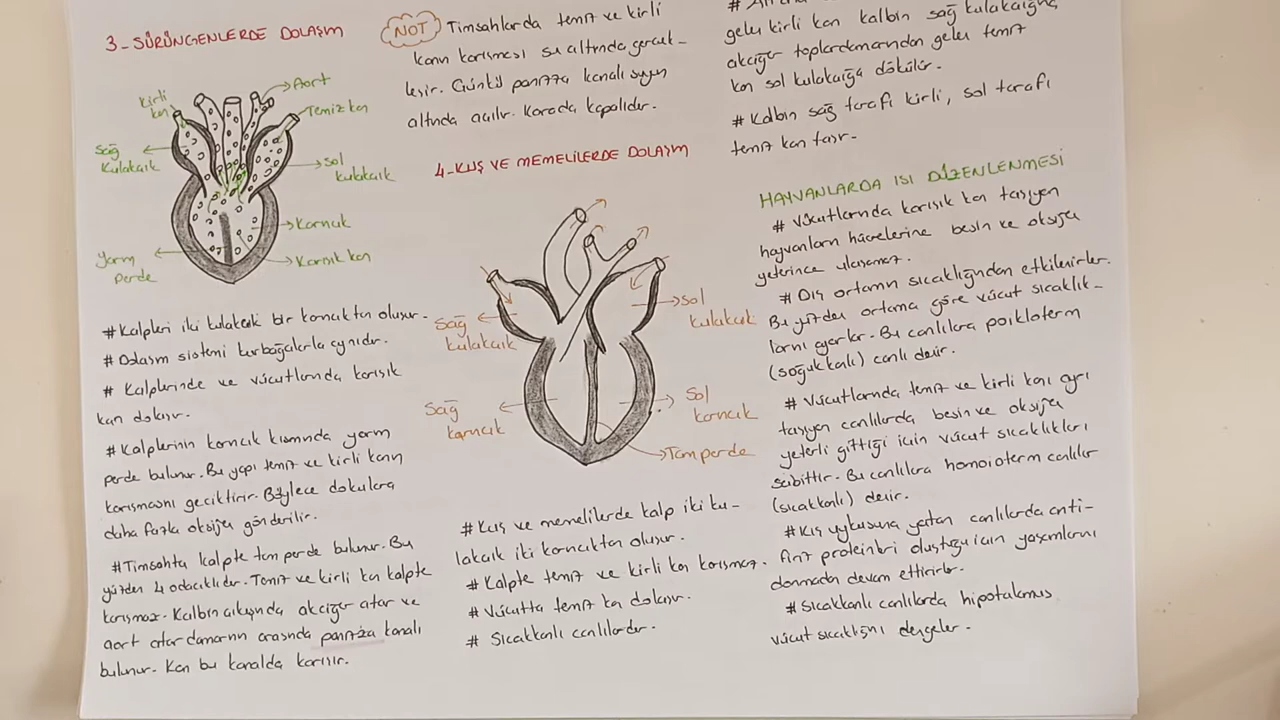 3-SÜRÜNGENLERDE DOLAŞIM
Aort
Kirli
kan
Temiz kan
Sağ
kulakcık
Sol
kulakcık
Karıncık
Yarım
perde
Karışık kan
# Kalpleri iki kulakcık bir karıncıktan oluşur.
# Dolaşım sistemi kurbağalarla aynıdır.
# Kalplerinde ve vücutlarında karışık
kan dolaşır.
# Kalplerinin karıncık kısmında yarım
perde bulunur. Bu yapı temiz ve kirli kanın
karışmasını geciktirir. Böylece dokulara
daha fazla oksijen gönderilir.
# Timsahta kalpte tam perde bulunur. Bu
yüzden 4 odacıklıdır. Temiz ve kirli kan kalpte
karışmaz. Kalbin çıkışında akciğer atar ve
aort atardamarın arasında panizza kanalı
bulunur. Kan bu kanalda karışır.
NOT Timsahlarda temiz ve kirli
kanın karışması su altında gerçek-
leşir. Çünkü panizza kanalı suyun
altında açılır. Karada kapalıdır.
4-KUŞ VE MEMELİLERDE DOLAŞIM
Sağ
kulakcık
Sol
kulakcık
Sağ
karıncık
Sol
karıncık
Tam perde
# Kuş ve memelilerde kalp iki ku-
lakcık iki karıncıktan oluşur.
# Kalpte temiz ve kirli kan karışmaz.
# Vücutta temiz kan dolaşır.
# Sıcakkanlı canlılardır.
gelen kirli kan kalbin sağ kulakcığına,
akciğer toplardamarından gelen temiz
kan sol kulakcığa dökülür.
# Kalbin sağ tarafı kirli, sol tarafı
temiz kan taşır.
HAYVANLARDA ISI DÜZENLENMESİ
# Vücutlarında karışık kan taşıyan
hayvanların hücrelerine besin ve oksijen
yeterince ulaşamaz.
# Dış ortamın sıcaklığından etkilenirler.
Bu yüzden ortama göre vücut sıcaklık-
larını ayarlar. Bu canlılara poikloterm
(soğukkanlı) canlı denir.
# Vücutlarında temiz ve kirli kanı ayrı
taşıyan canlılarda besin ve oksijen
yeterli gittiği için vücut sıcaklıkları
sabittir. Bu canlılara homoioterm canlılar
(sıcakkanlı) denir.
# Kış uykusuna yatan canlılarda anti-
friz proteinleri oluştuğu için yaşamlarını
donmadan devam ettirirler.
# Sıcakkanlı canlılarda hipotalamus
vücut sıcaklığını dengeler.